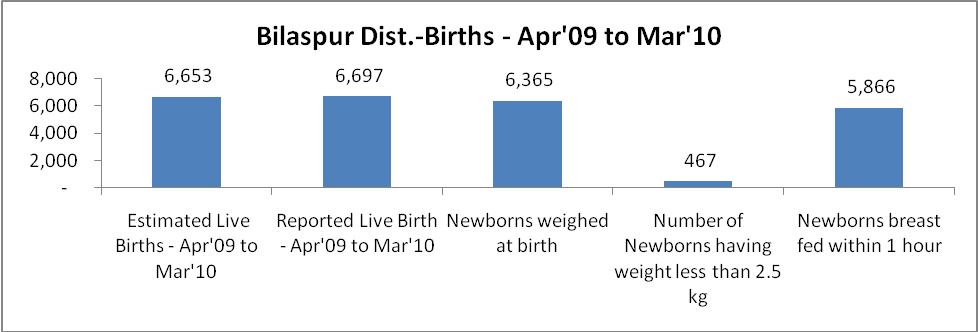 Bilaspur Dist.-Births - Apr'09 to Mar'10
8,000
6,000
4,000
2,000
-
6,653
6,697
6,365
467
5,866
Estimated Live
Births - Apr'09 to
Mar'10
Reported Live Birth
- Apr'09 to Mar'10
Newborns weighed
at birth
Number of
Newborns having
weight less than 2.5
kg
Newborns breast
fed within 1 hour